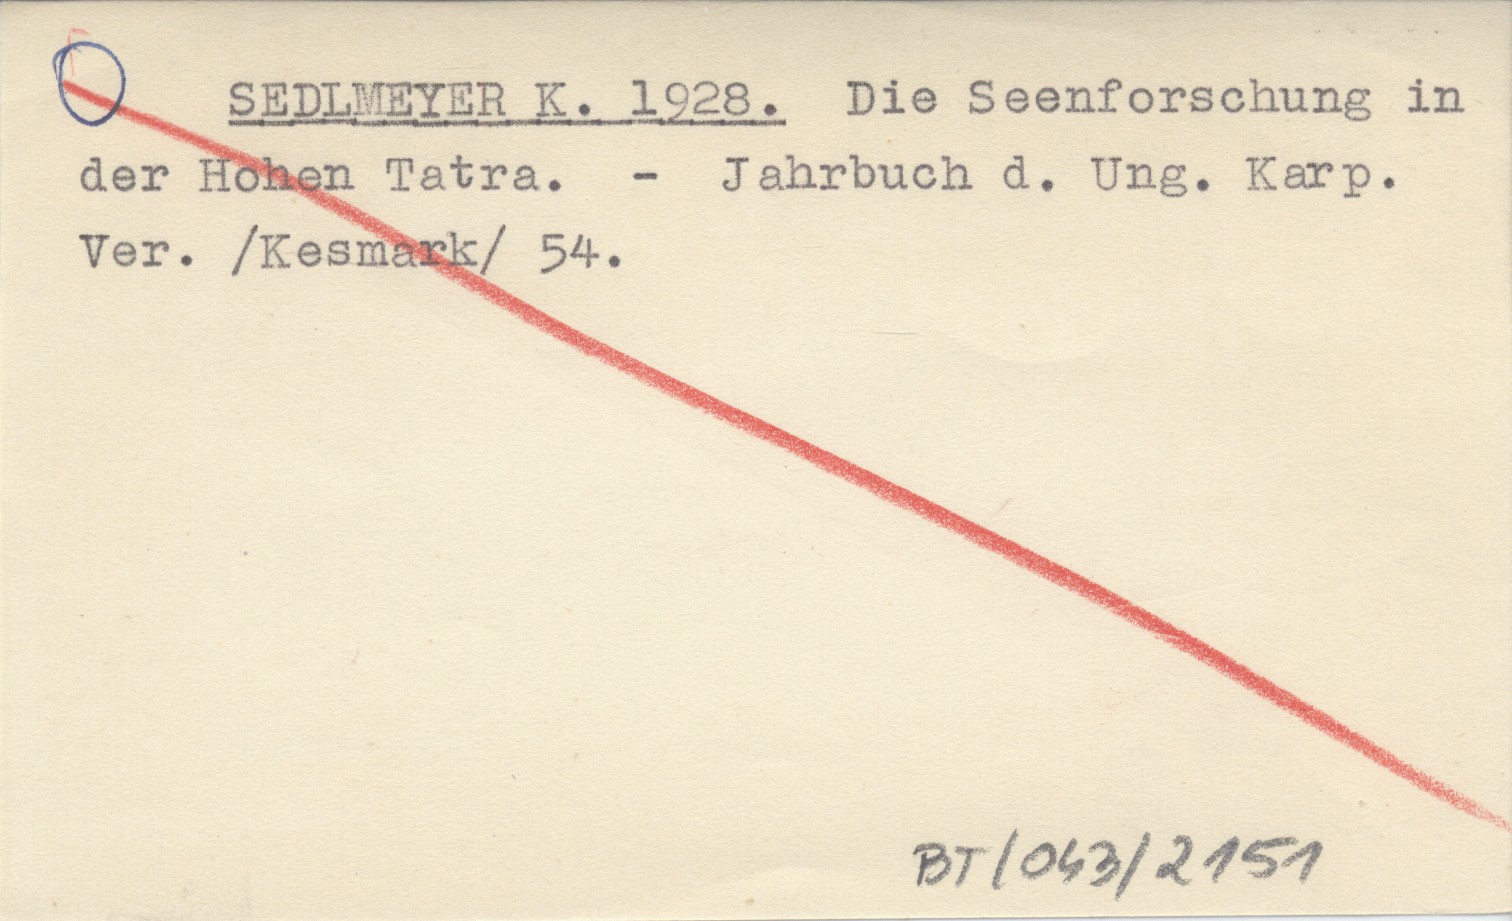 SEDLMEYER K. 1928. Die Seenforschung in
der Hohen Tatra. - Jahrbuch d. Ung. Karp.
Ver. /Kesmark/ 54.
BT/043/2151